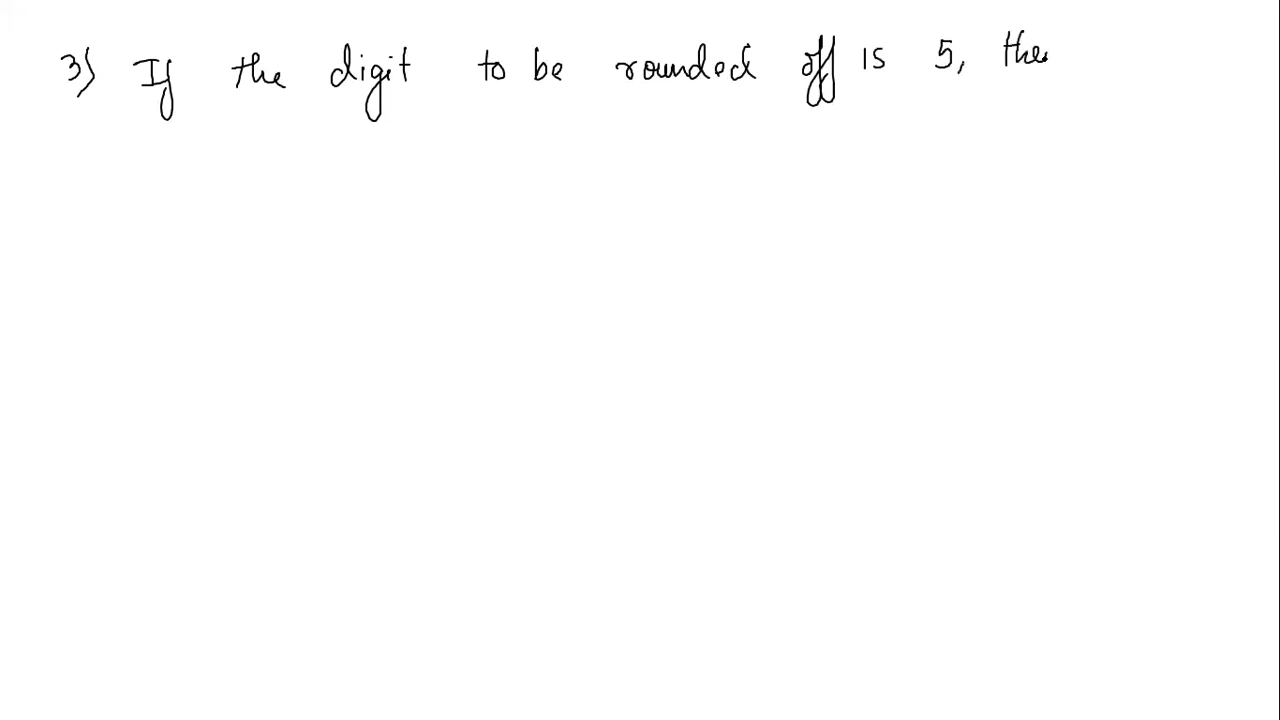 3) If the digit to be rounded off is 5, the